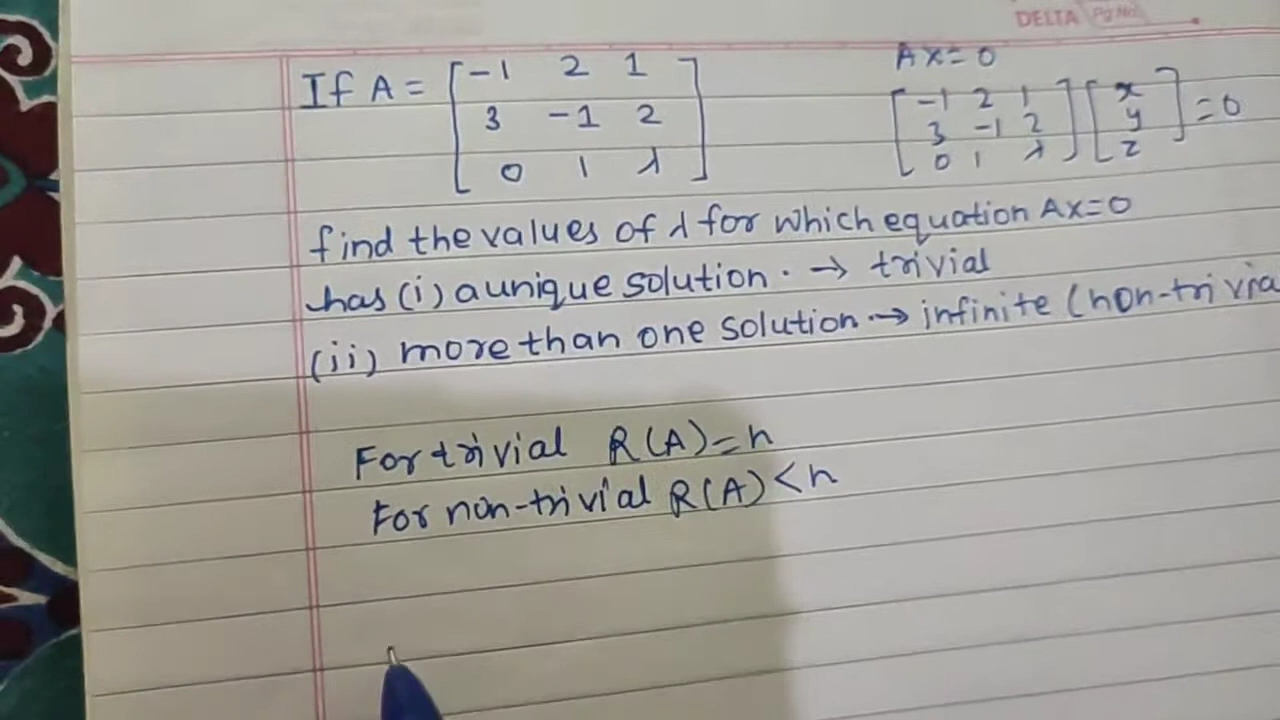 DELTA Pg No.
If A = [-1 2 1
3 -1 2
0 1 λ]
Ax=0
[-1 2 1
3 -1 2
0 1 λ] [x
y
z] =0
find the values of λ for which equation Ax=0
has (i) a unique solution. → trivial
(ii) more than one solution → infinite (non-trivia
For trivial R(A)=n
For non-trivial R(A)<n